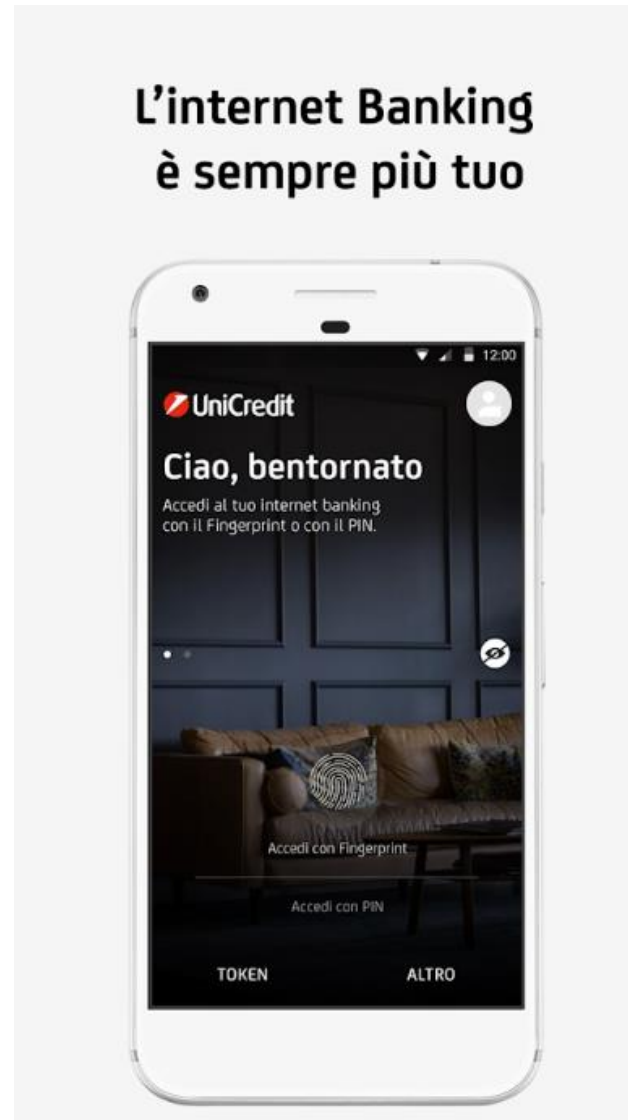 L'internet Banking
è sempre più tuo
12:00
UniCredit
Ciao, bentornato
Accedi al tuo internet banking
con il Fingerprint o con il PIN.
Accedi con Fingerprint
Accedi con PIN
TOKEN
ALTRO